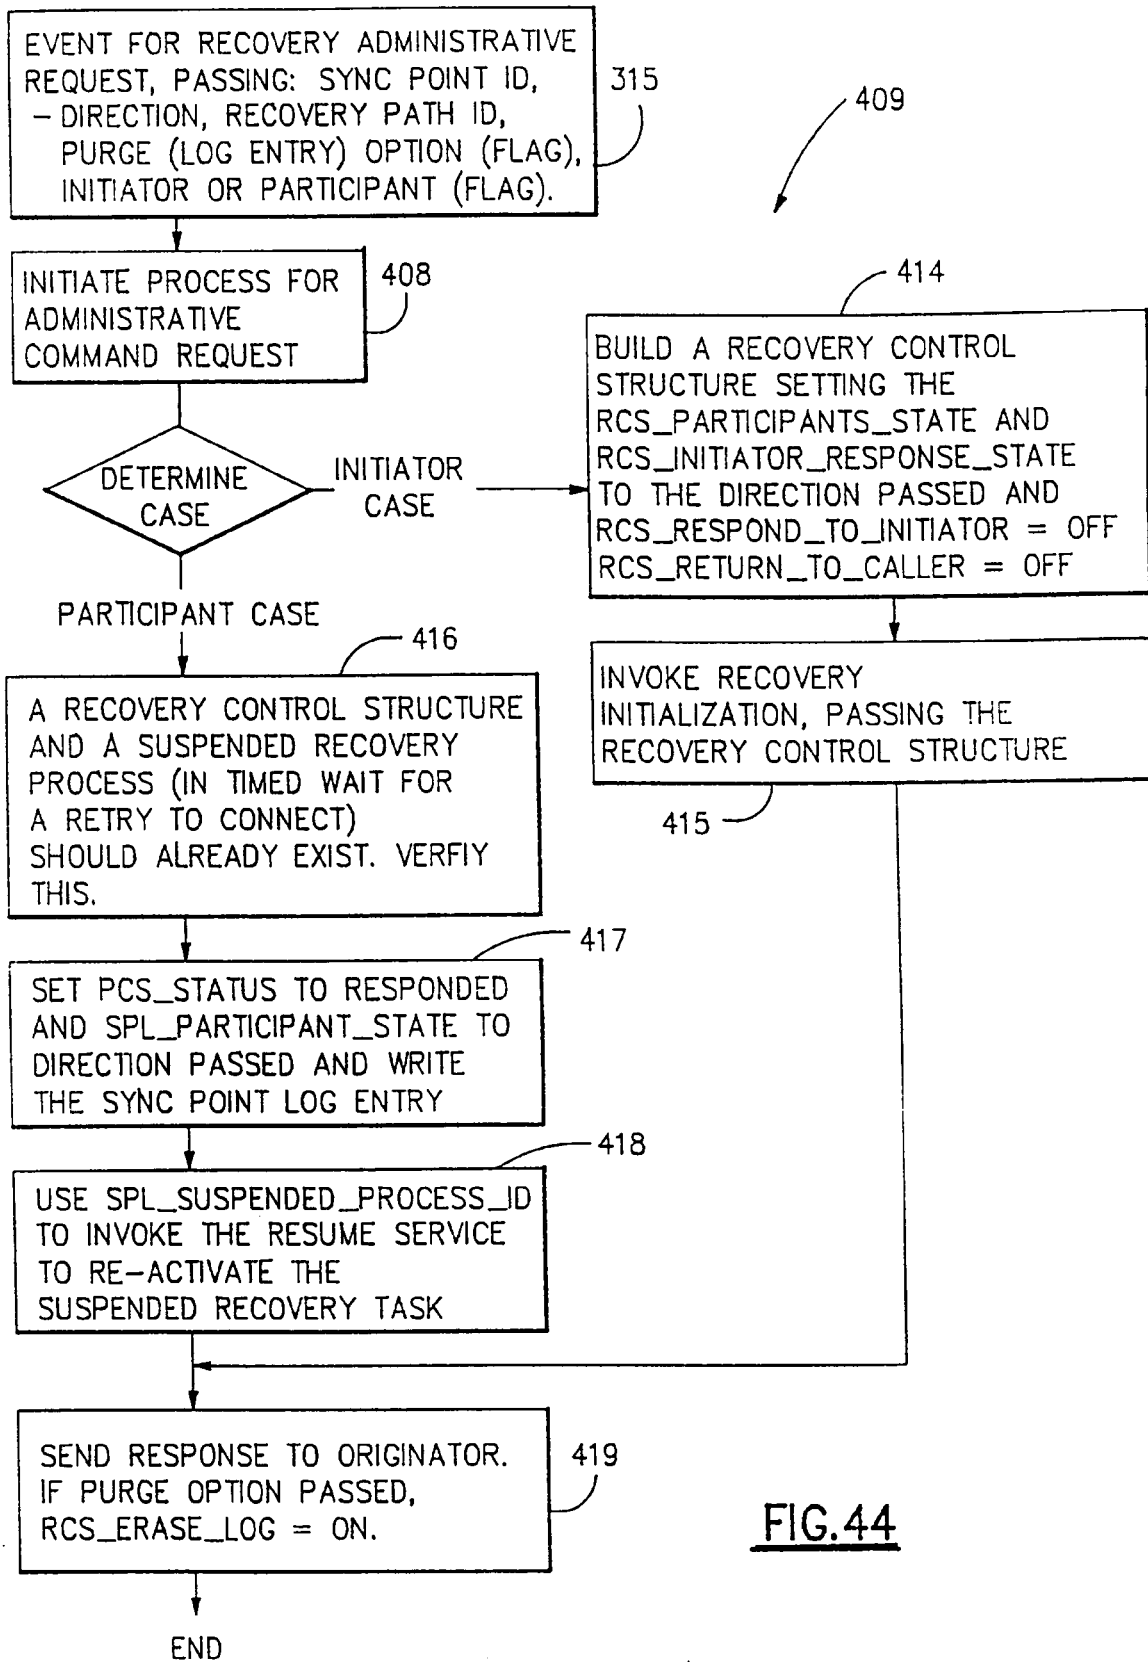 EVENT FOR RECOVERY ADMINISTRATIVE
REQUEST, PASSING: SYNC POINT ID,
- DIRECTION, RECOVERY PATH ID,
PURGE (LOG ENTRY) OPTION (FLAG),
INITIATOR OR PARTICIPANT (FLAG).
315
409
INITIATE PROCESS FOR
ADMINISTRATIVE
COMMAND REQUEST
408
DETERMINE
CASE
INITIATOR
CASE
414
BUILD A RECOVERY CONTROL
STRUCTURE SETTING THE
RCS_PARTICIPANTS_STATE AND
RCS_INITIATOR_RESPONSE_STATE
TO THE DIRECTION PASSED AND
RCS_RESPOND_TO_INITIATOR = OFF
RCS_RETURN_TO_CALLER = OFF
INVOKE RECOVERY
INITIALIZATION, PASSING THE
RECOVERY CONTROL STRUCTURE
415
PARTICIPANT CASE
416
A RECOVERY CONTROL STRUCTURE
AND A SUSPENDED RECOVERY
PROCESS (IN TIMED WAIT FOR
A RETRY TO CONNECT)
SHOULD ALREADY EXIST. VERFIY
THIS.
417
SET PCS_STATUS TO RESPONDED
AND SPL_PARTICIPANT_STATE TO
DIRECTION PASSED AND WRITE
THE SYNC POINT LOG ENTRY
418
USE SPL_SUSPENDED_PROCESS_ID
TO INVOKE THE RESUME SERVICE
TO RE-ACTIVATE THE
SUSPENDED RECOVERY TASK
SEND RESPONSE TO ORIGINATOR.
IF PURGE OPTION PASSED,
RCS_ERASE_LOG = ON.
419
END
FIG.44